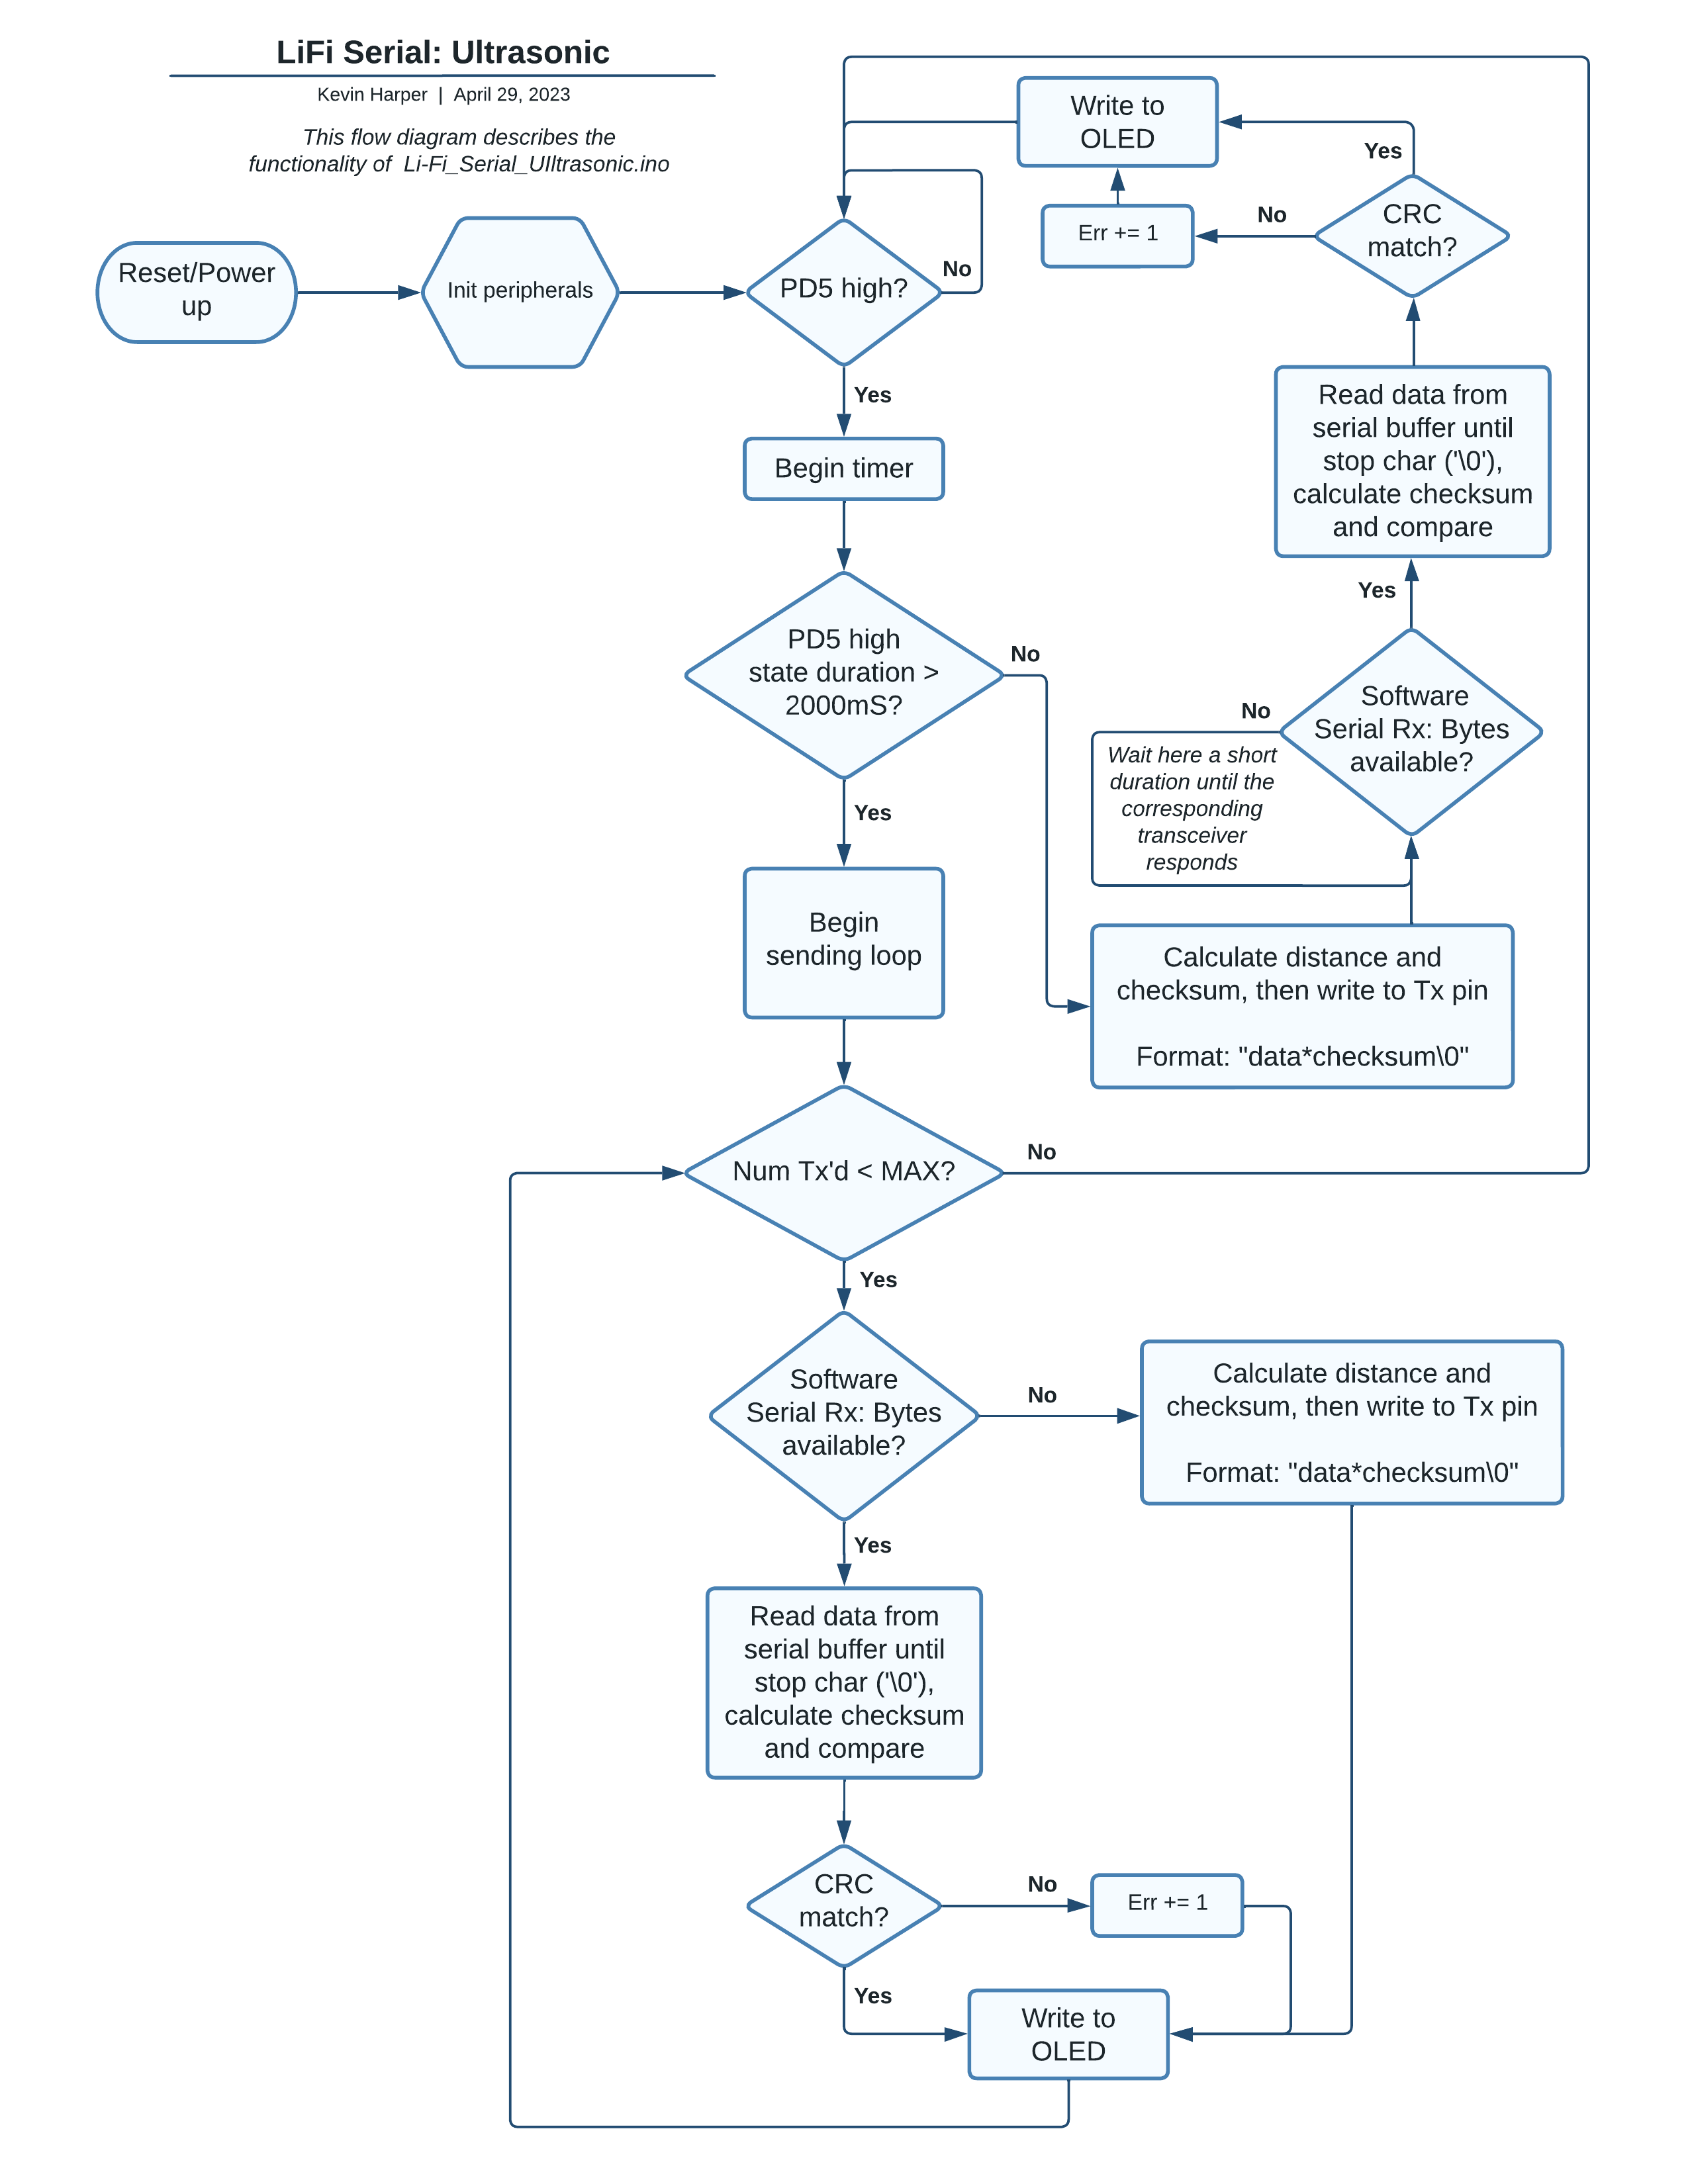 LiFi Serial: Ultrasonic
Kevin Harper | April 29, 2023
This flow diagram describes the
functionality of Li-Fi_Serial_UIltrasonic.ino
Reset/Power
up
Init peripherals
PD5 high?
No
Yes
Begin timer
PD5 high
state duration >
2000mS?
No
Yes
Begin
sending loop
Calculate distance and
checksum, then write to Tx pin
Format: "data*checksum\0"
Software
Serial Rx: Bytes
available?
No
Wait here a short
duration until the
corresponding
transceiver
responds
Yes
Read data from
serial buffer until
stop char ('\0'),
calculate checksum
and compare
CRC
match?
No
Err += 1
Yes
Write to
OLED
Num Tx'd < MAX?
No
Yes
Software
Serial Rx: Bytes
available?
No
Calculate distance and
checksum, then write to Tx pin
Format: "data*checksum\0"
Yes
Read data from
serial buffer until
stop char ('\0'),
calculate checksum
and compare
CRC
match?
No
Err += 1
Yes
Write to
OLED